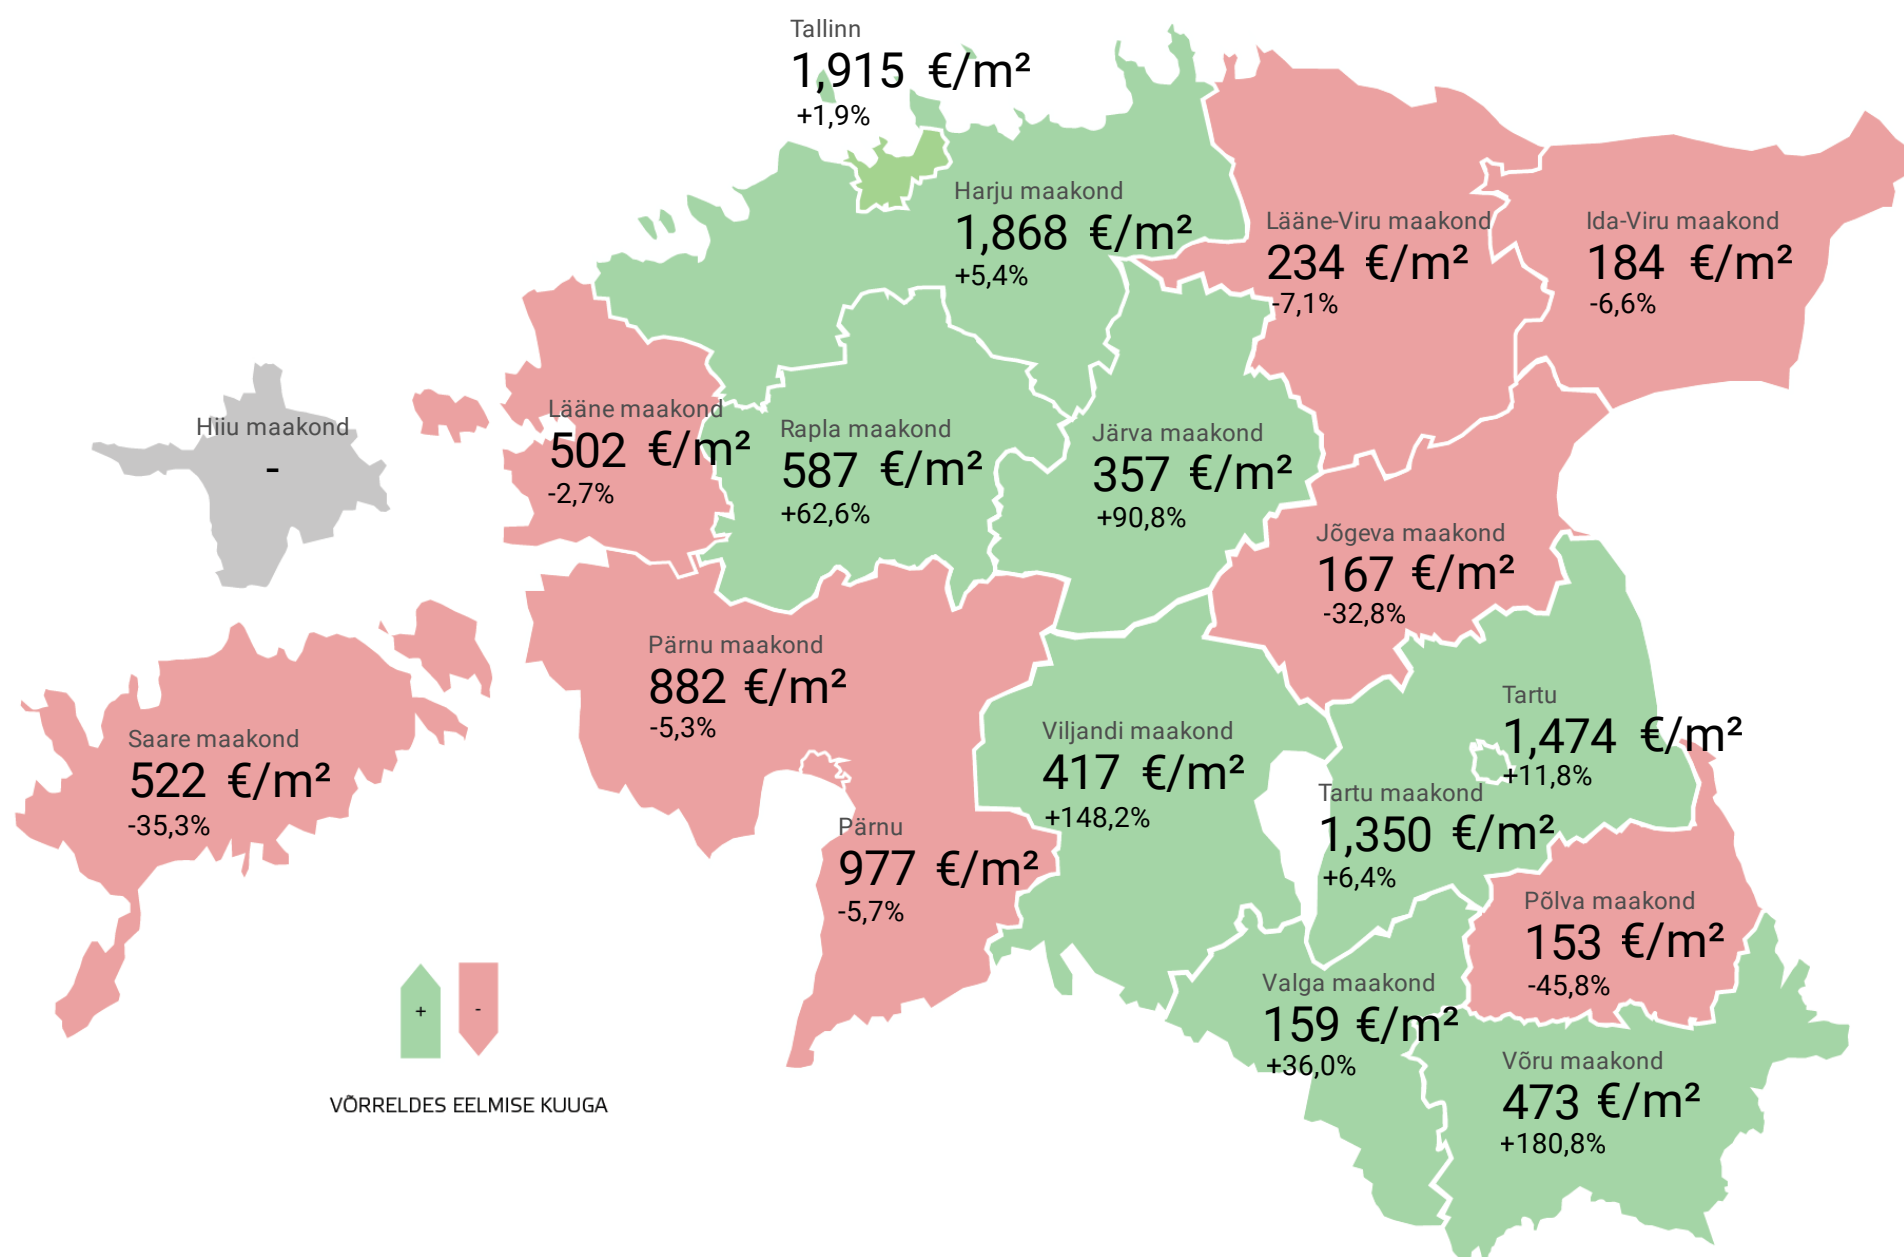 Tallinn
1,915 €/m²
+1,9%
Harju maakond
1,868 €/m²
+5,4%
Lääne-Viru maakond
234 €/m²
-7,1%
Ida-Viru maakond
184 €/m²
-6,6%
Hiiu maakond
-
Lääne maakond
502 €/m²
-2,7%
Rapla maakond
587 €/m²
+62,6%
Järva maakond
357 €/m²
+90,8%
Jõgeva maakond
167 €/m²
-32,8%
Saare maakond
522 €/m²
-35,3%
Pärnu maakond
882 €/m²
-5,3%
Pärnu
977 €/m²
-5,7%
Viljandi maakond
417 €/m²
+148,2%
Tartu
1,474 €/m²
+11,8%
Tartu maakond
1,350 €/m²
+6,4%
Põlva maakond
153 €/m²
-45,8%
Valga maakond
159 €/m²
+36,0%
Võru maakond
473 €/m²
+180,8%
+
-
VÕRRELDES EELMISE KUUGA